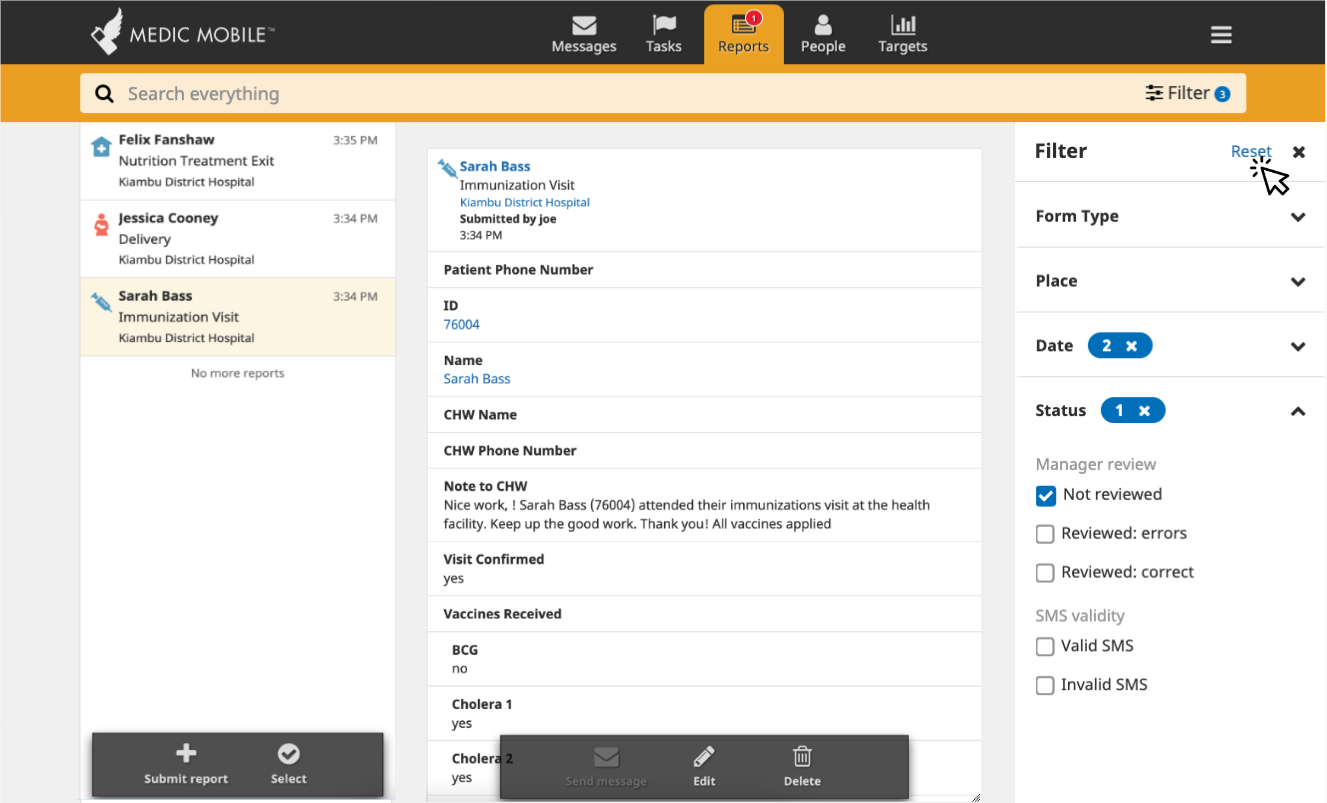 MEDIC MOBILE™
Messages
Tasks
1
Reports
People
Targets
Search everything
Filter 3
Felix Fanshaw 3:35 PM
Nutrition Treatment Exit
Kiambu District Hospital
Jessica Cooney 3:34 PM
Delivery
Kiambu District Hospital
Sarah Bass 3:34 PM
Immunization Visit
Kiambu District Hospital
No more reports
Submit report
Select
Sarah Bass
Immunization Visit
Kiambu District Hospital
Submitted by joe
3:34 PM
Patient Phone Number
ID
76004
Name
Sarah Bass
CHW Name
CHW Phone Number
Note to CHW
Nice work, ! Sarah Bass (76004) attended their immunizations visit at the health
facility. Keep up the good work. Thank you! All vaccines applied
Visit Confirmed
yes
Vaccines Received
BCG
no
Cholera 1
yes
Cholera 2
yes
Send message
Edit
Delete
Filter
Reset
Form Type
Place
Date 2
Status 1
Manager review
Not reviewed
Reviewed: errors
Reviewed: correct
SMS validity
Valid SMS
Invalid SMS